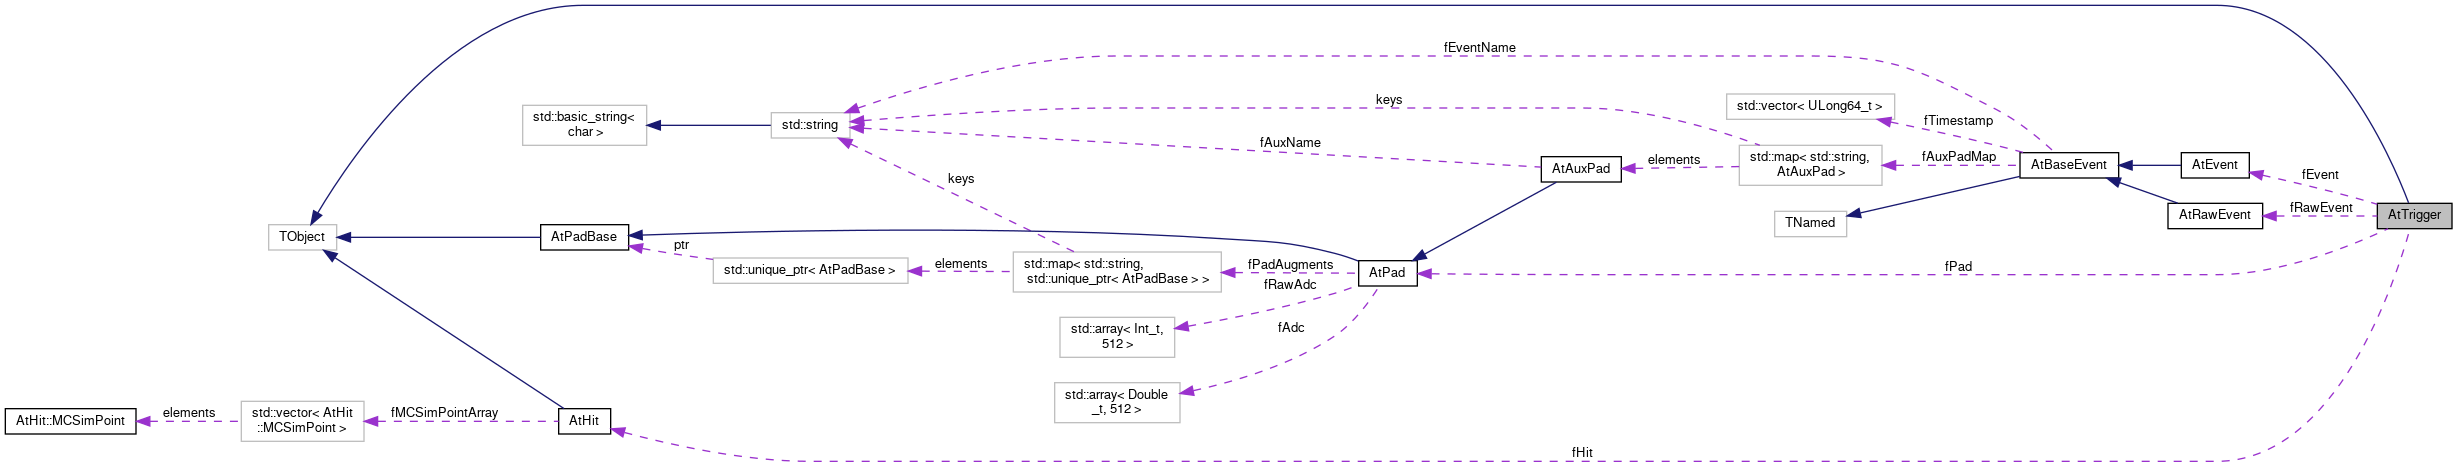 fEventName
std::vector< ULong64_t >
keys
std::basic_string<
char >
std::string
fTimestamp
fAuxName
std::map< std::string,
AtAuxPad >
fAuxPadMap
AtBaseEvent
AtEvent
elements
AtAuxPad
fEvent
keys
fRawEvent
AtRawEvent
AtTrigger
TNamed
TObject
AtPadBase
ptr
std::unique_ptr< AtPadBase >
elements
std::map< std::string,
std::unique_ptr< AtPadBase > >
fPadAugments
AtPad
fPad
fRawAdc
std::array< Int_t,
512 >
fAdc
std::array< Double
_t, 512 >
AtHit::MCSimPoint
elements
std::vector< AtHit
::MCSimPoint >
fMCSimPointArray
AtHit
fHit